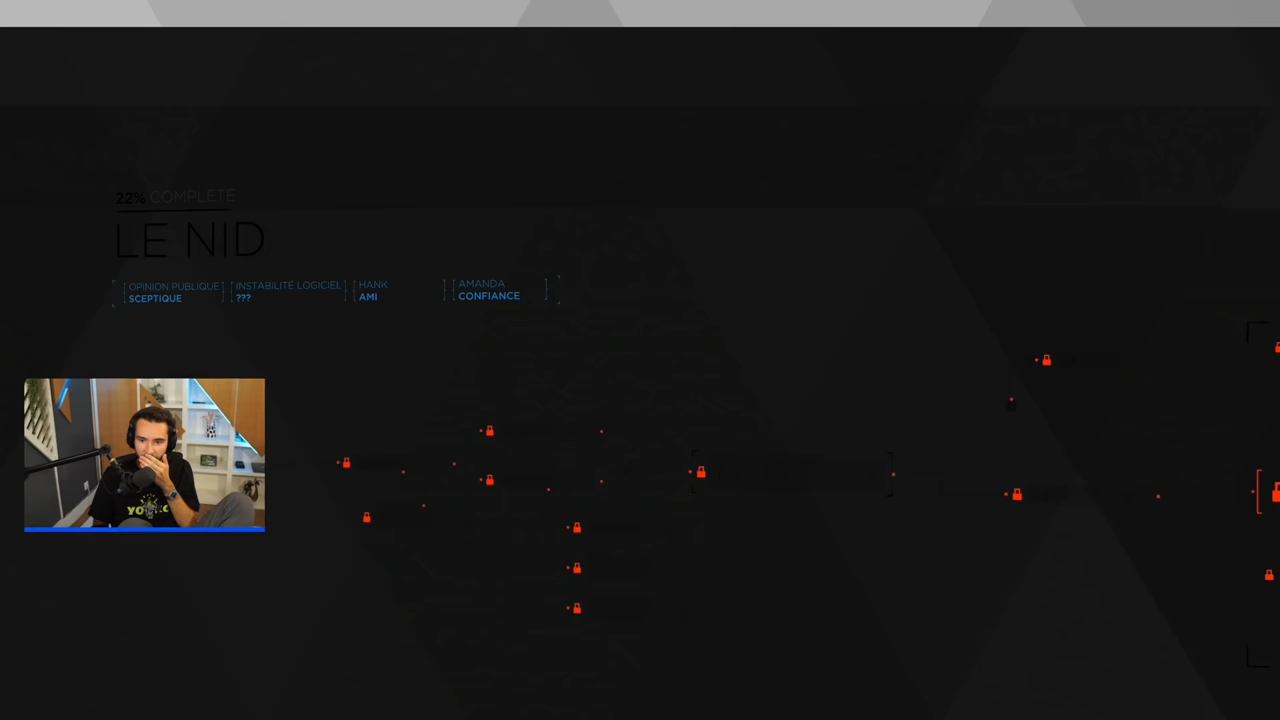 22% COMPLÉTÉ
LE NID
OPINION PUBLIQUE
SCEPTIQUE
INSTABILITÉ LOGICIEL
???
HANK
AMI
AMANDA
CONFIANCE